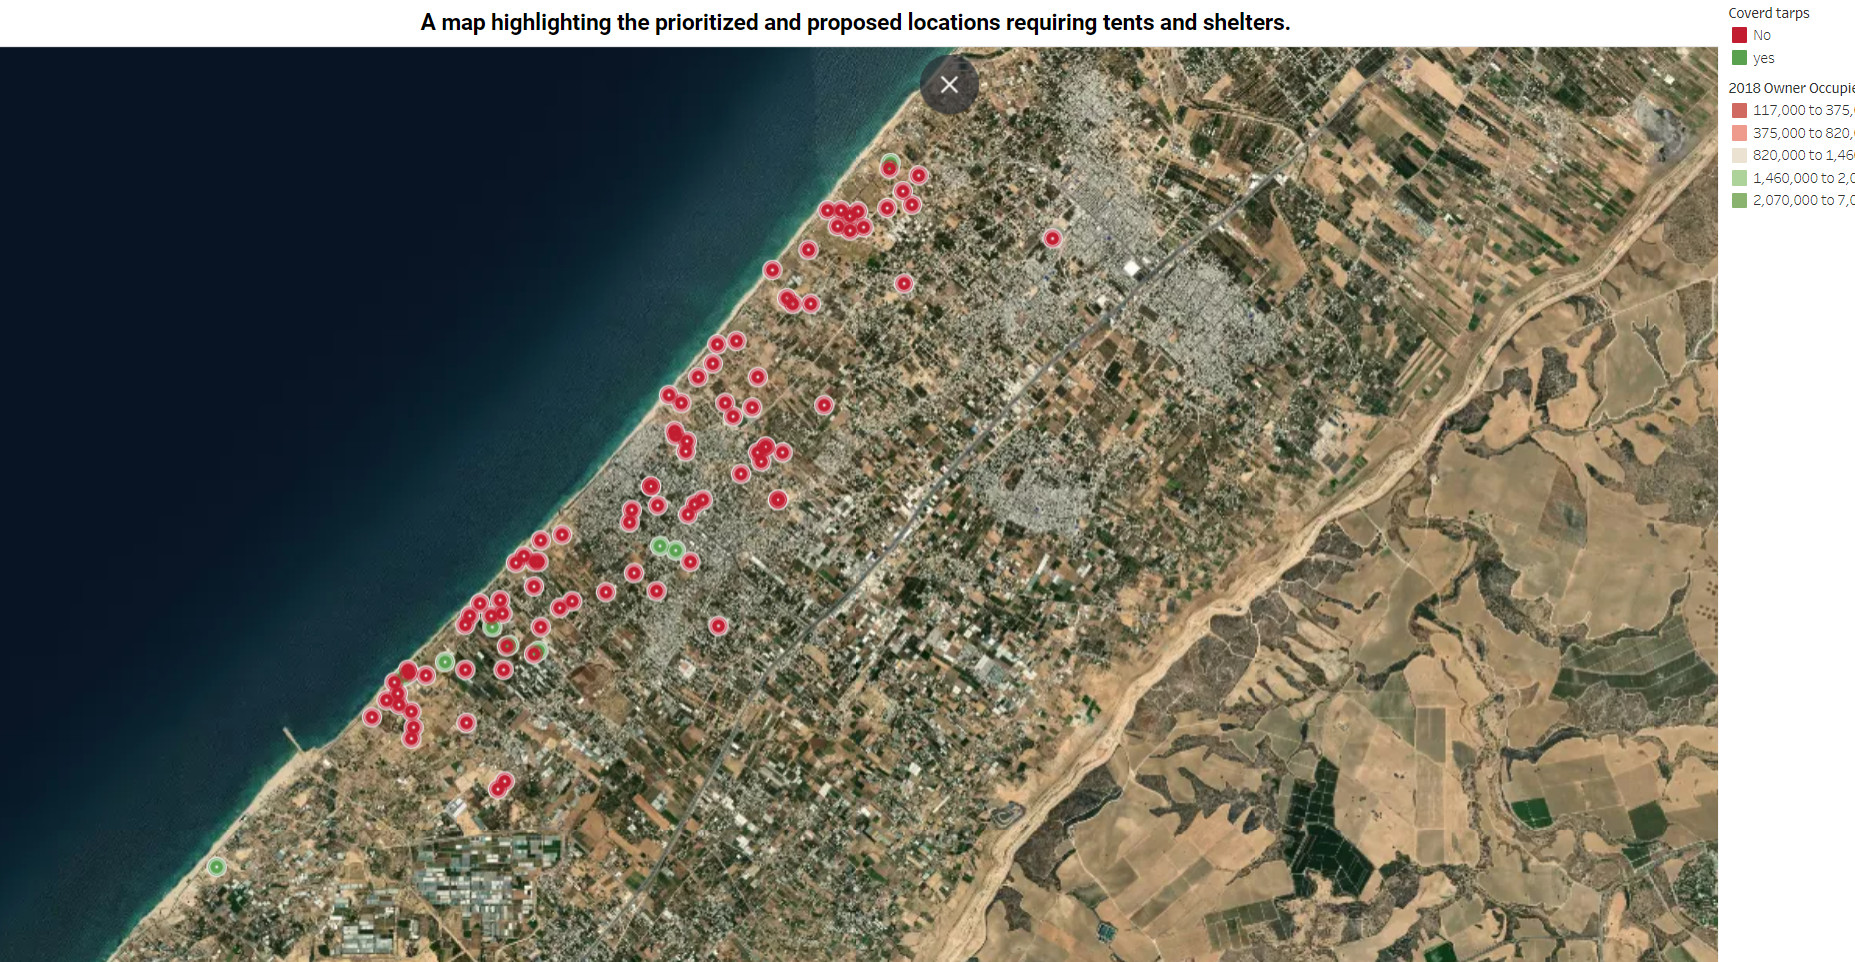 A map highlighting the prioritized and proposed locations requiring tents and shelters.
Coverd tarps
No
yes
2018 Owner Occupie
117,000 to 375,
375,000 to 820,
820,000 to 1,46
1,460,000 to 2,0
2,070,000 to 7,0